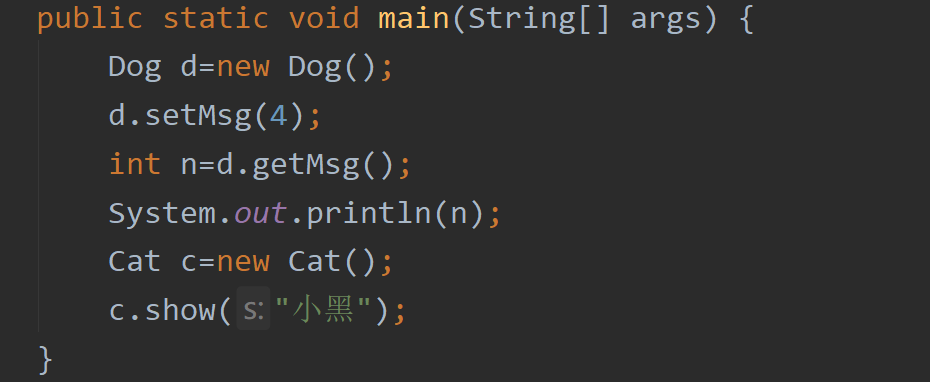 public static void main(String[] args) {
Dog d=new Dog();
d.setMsg(4);
int n=d.getMsg();
System.out.println(n);
Cat c=new Cat();
c.show( s: "小黑");
}